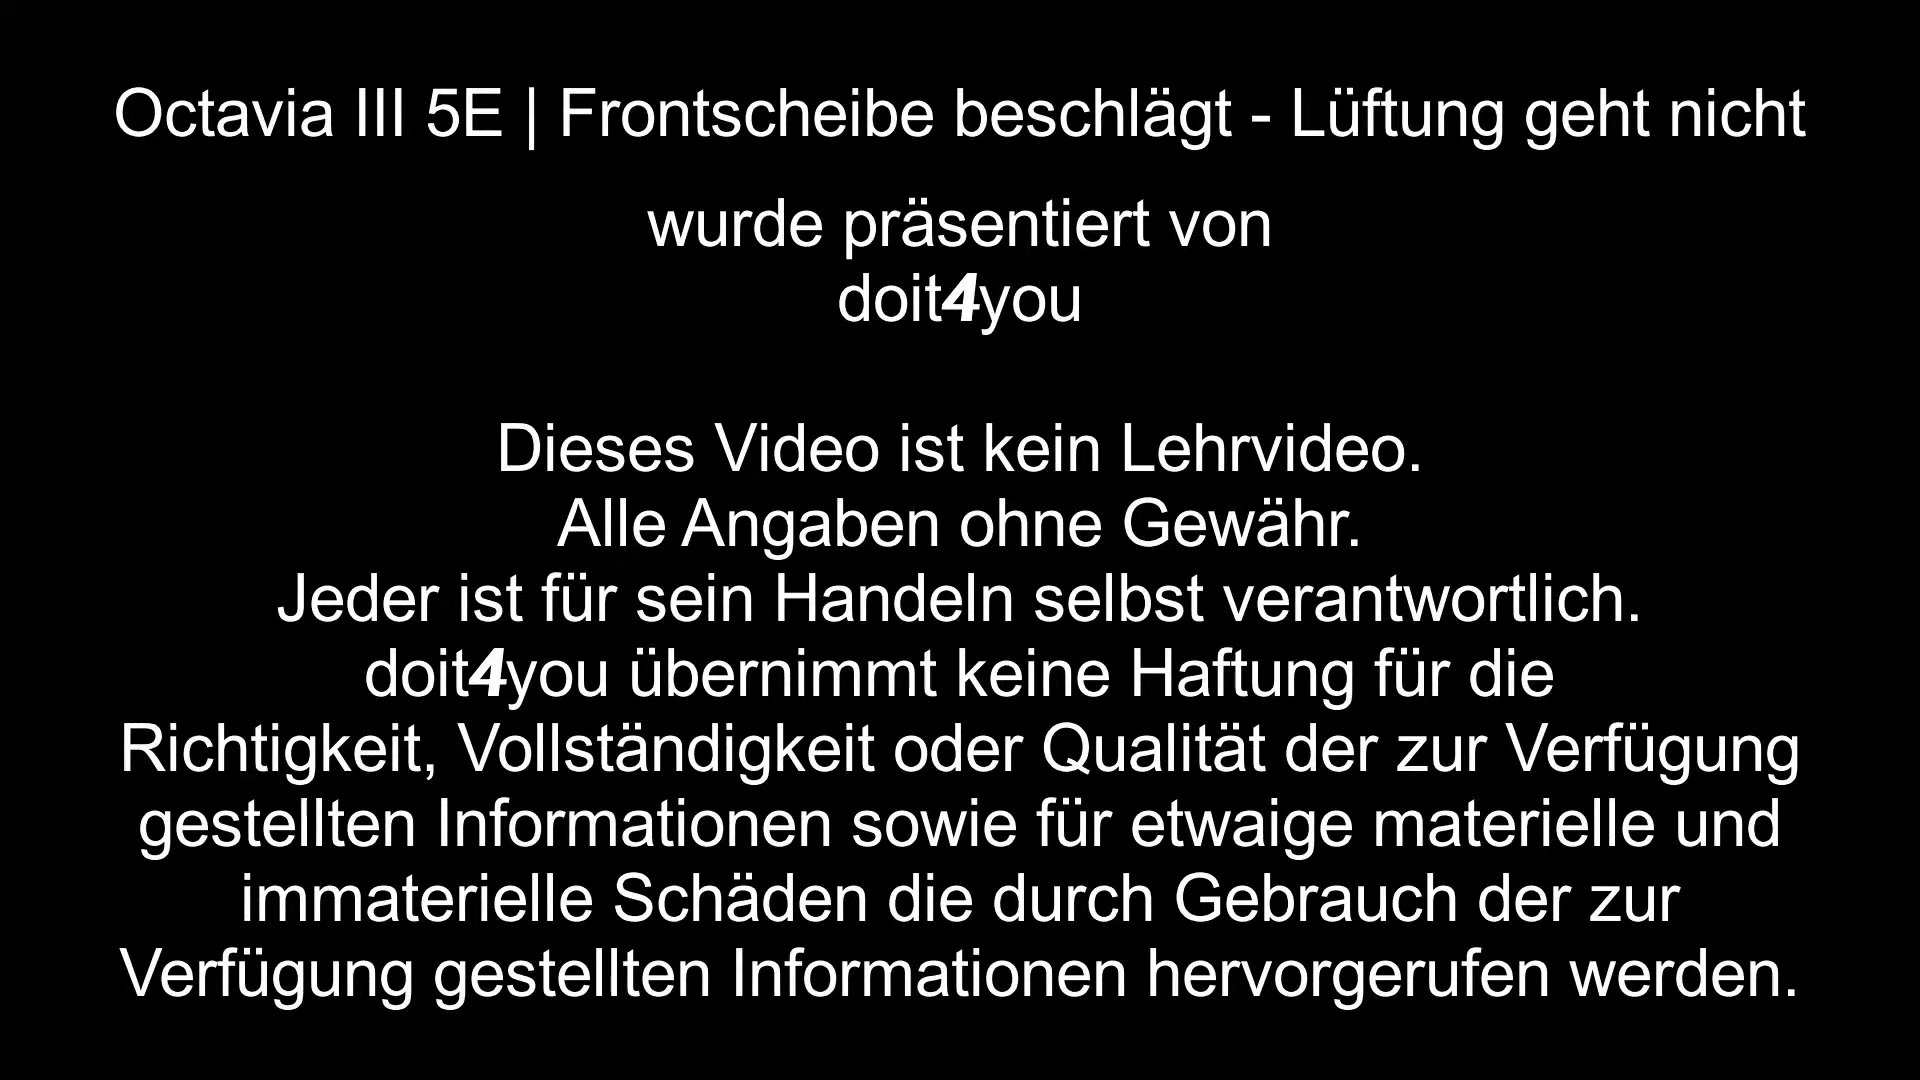 Octavia III 5E | Frontscheibe beschlägt - Lüftung geht nicht
wurde präsentiert von
doit4you
Dieses Video ist kein Lehrvideo.
Alle Angaben ohne Gewähr.
Jeder ist für sein Handeln selbst verantwortlich.
doit4you übernimmt keine Haftung für die
Richtigkeit, Vollständigkeit oder Qualität der zur Verfügung
gestellten Informationen sowie für etwaige materielle und
immaterielle Schäden die durch Gebrauch der zur
Verfügung gestellten Informationen hervorgerufen werden.